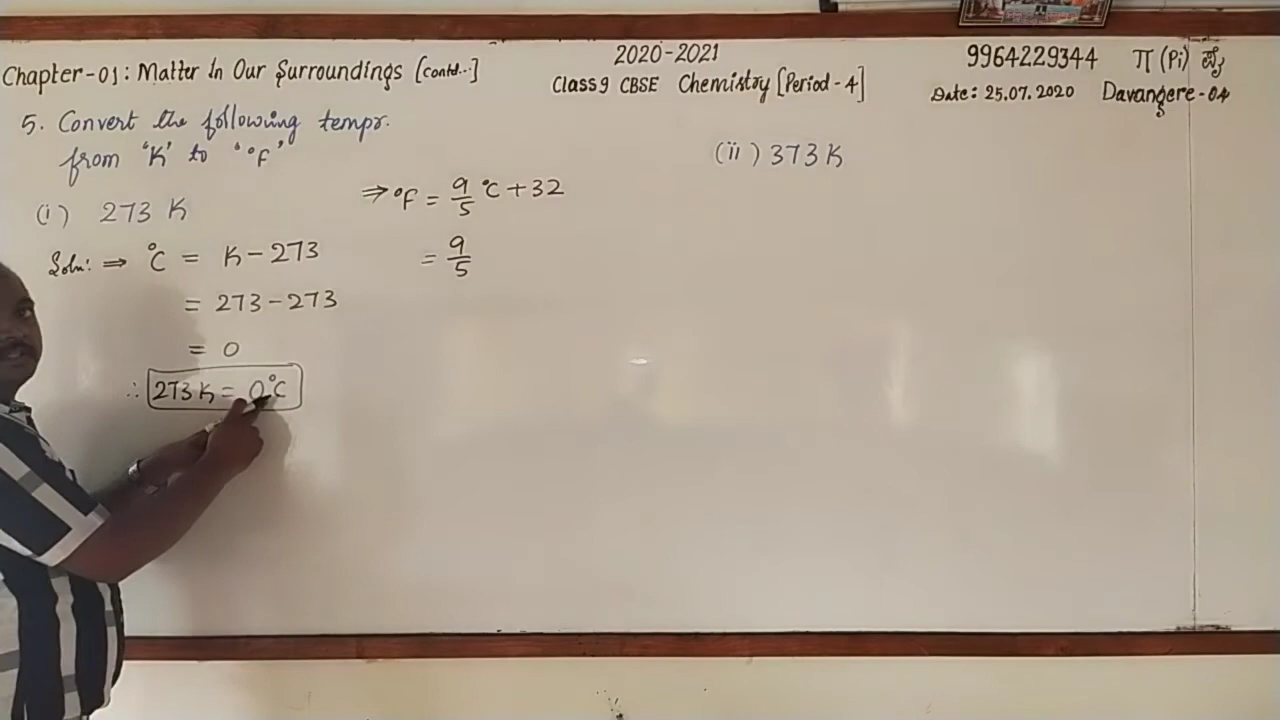 2020-2021
9964229344 π (Pi)
Chapter-01: Matter In Our Surroundings [Contd...]
Class 9 CBSE Chemistry [Period - 4]
Date: 25.07.2020 Davangere-04
5. Convert the following tempr.
from 'K' to '°F'
(i) 273 K
Soln: ⇒ °C = K - 273
= 273 - 273
= 0
∴ 273 K = 0°C
⇒ °F = 9/5 °C + 32
= 9/5
(ii) 373 K